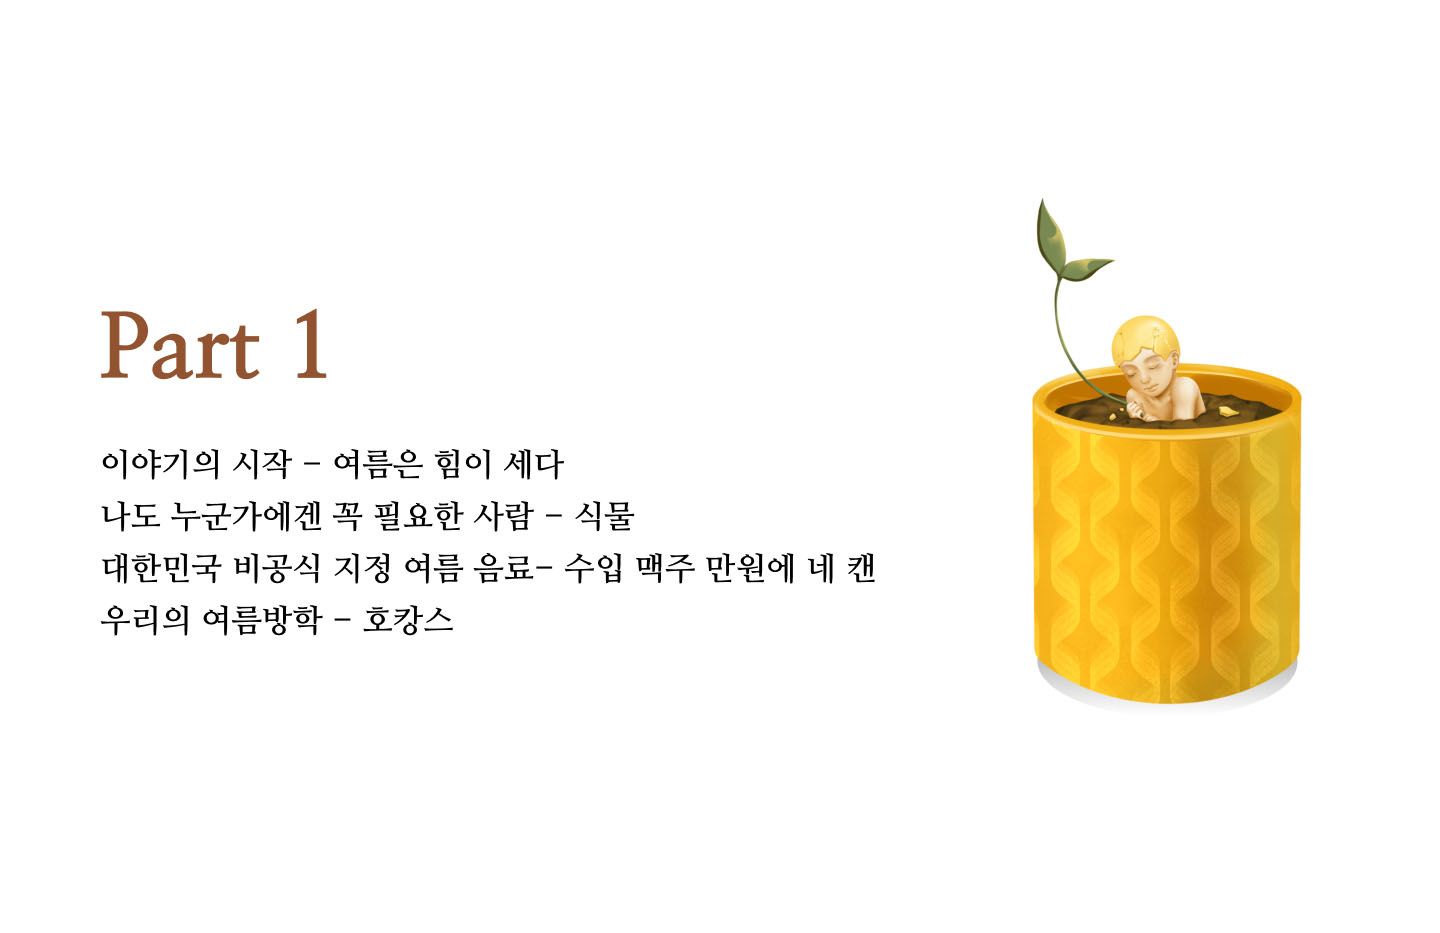 Part 1
이야기의 시작 - 여름은 힘이 세다
나도 누군가에겐 꼭 필요한 사람 - 식물
대한민국 비공식 지정 여름 음료- 수입 맥주 만원에 네 캔
우리의 여름방학 - 호캉스